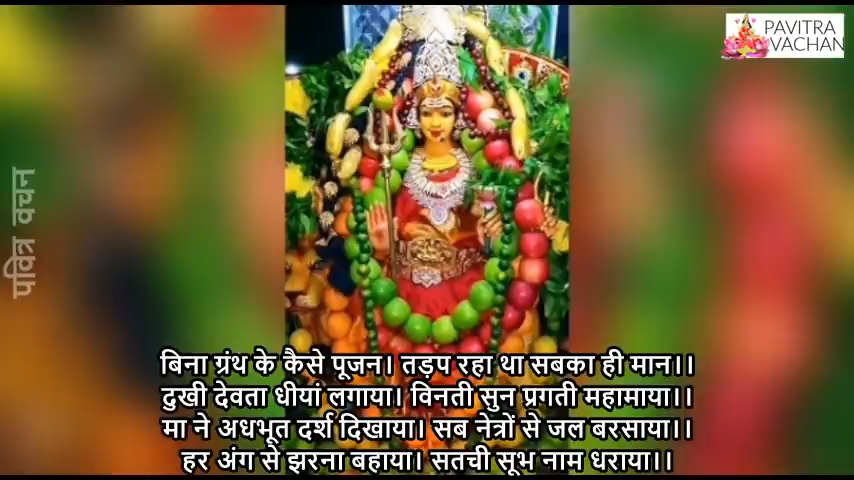 PAVITRA
VACHAN
पवित्र वचन
बिना ग्रंथ के कैसे पूजन। तड़प रहा था सबका ही मान।।
दुखी देवता धीयां लगाया। विनती सुन प्रगती महामाया।।
मा ने अधभूत दर्श दिखाया। सब नेत्रों से जल बरसाया।।
हर अंग से झरना बहाया। सतची सूभ नाम धराया।।